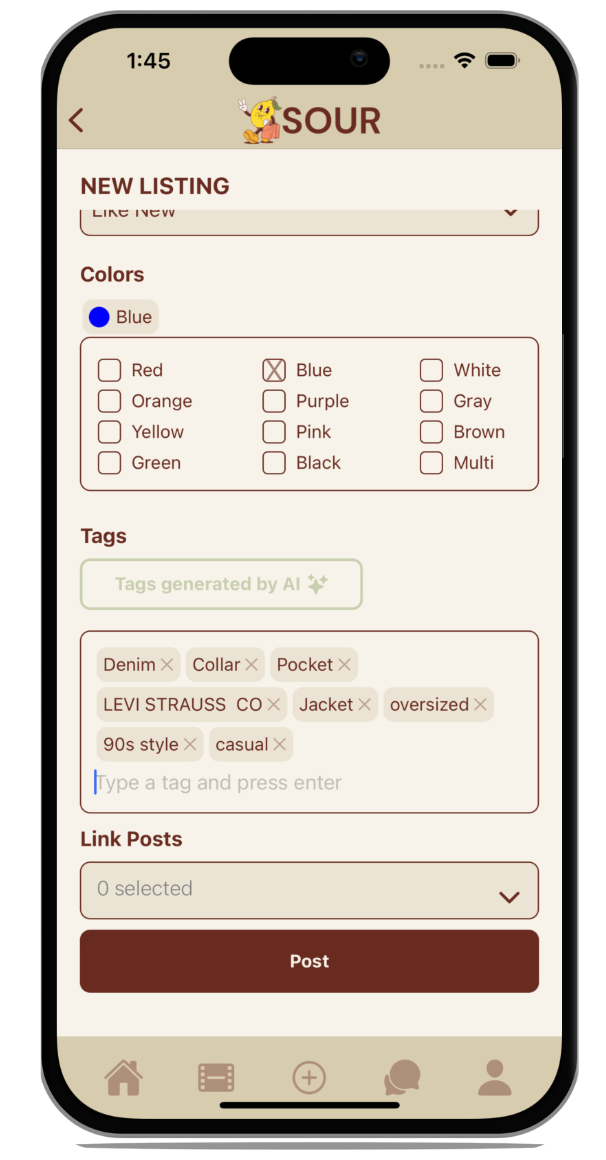 1:45
SOUR
NEW LISTING
Like New
Colors
Blue
Red Blue White
Orange Purple Gray
Yellow Pink Brown
Green Black Multi
Tags
Tags generated by AI
Denim Collar Pocket
LEVI STRAUSS  CO Jacket oversized
90s style casual
Type a tag and press enter
Link Posts
0 selected
Post